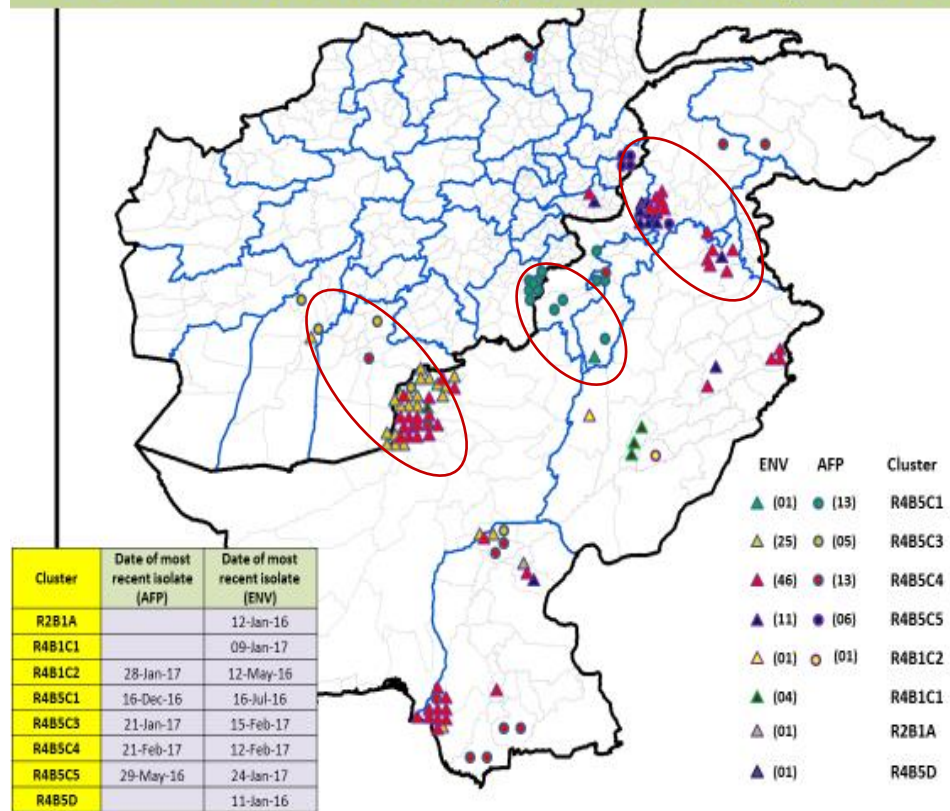 ENV AFP Cluster
(01) (13) R4B5C1
(25) (05) R4B5C3
(46) (13) R4B5C4
(11) (06) R4B5C5
(01) (01) R4B1C2
(04) R4B1C1
(01) R2B1A
(01) R4B5D
Cluster Date of most recent isolate (AFP) Date of most recent isolate (ENV)
R2B1A 12-Jan-16
R4B1C1 09-Jan-17
R4B1C2 28-Jan-17 12-May-16
R4B5C1 16-Dec-16 16-Jul-16
R4B5C3 21-Jan-17 15-Feb-17
R4B5C4 21-Feb-17 12-Feb-17
R4B5C5 29-May-16 24-Jan-17
R4B5D 11-Jan-16